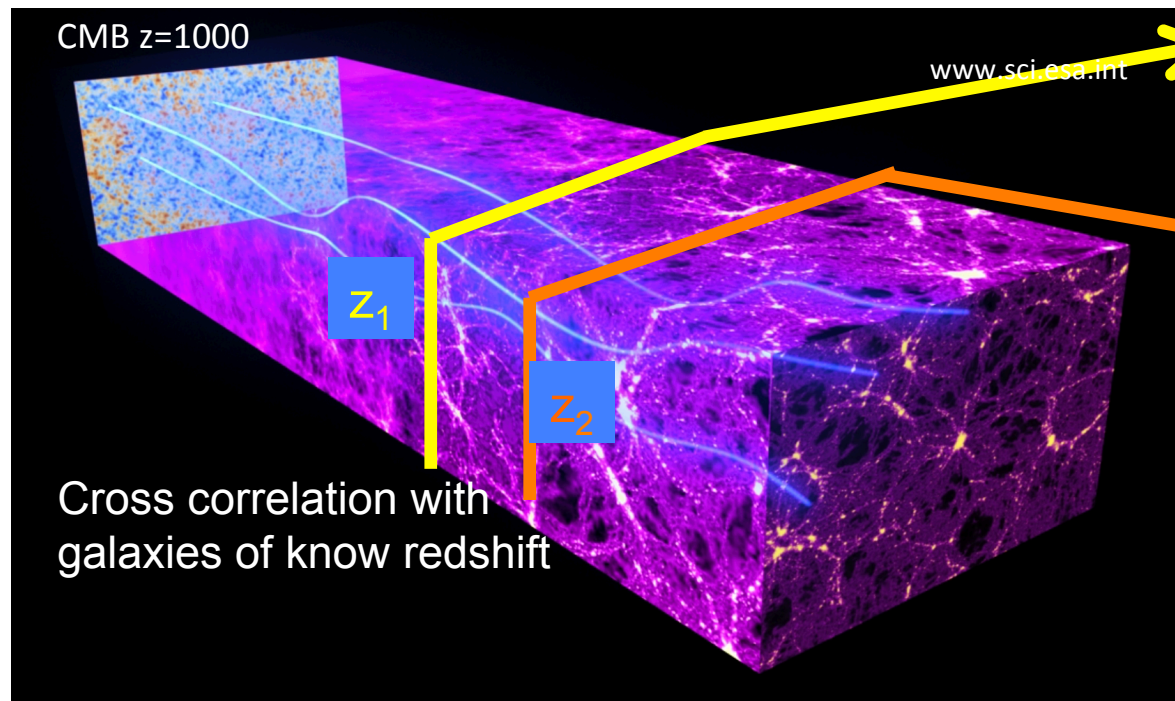 CMB z=1000
www.sci.esa.int
z₁
z₂
Cross correlation with
galaxies of know redshift